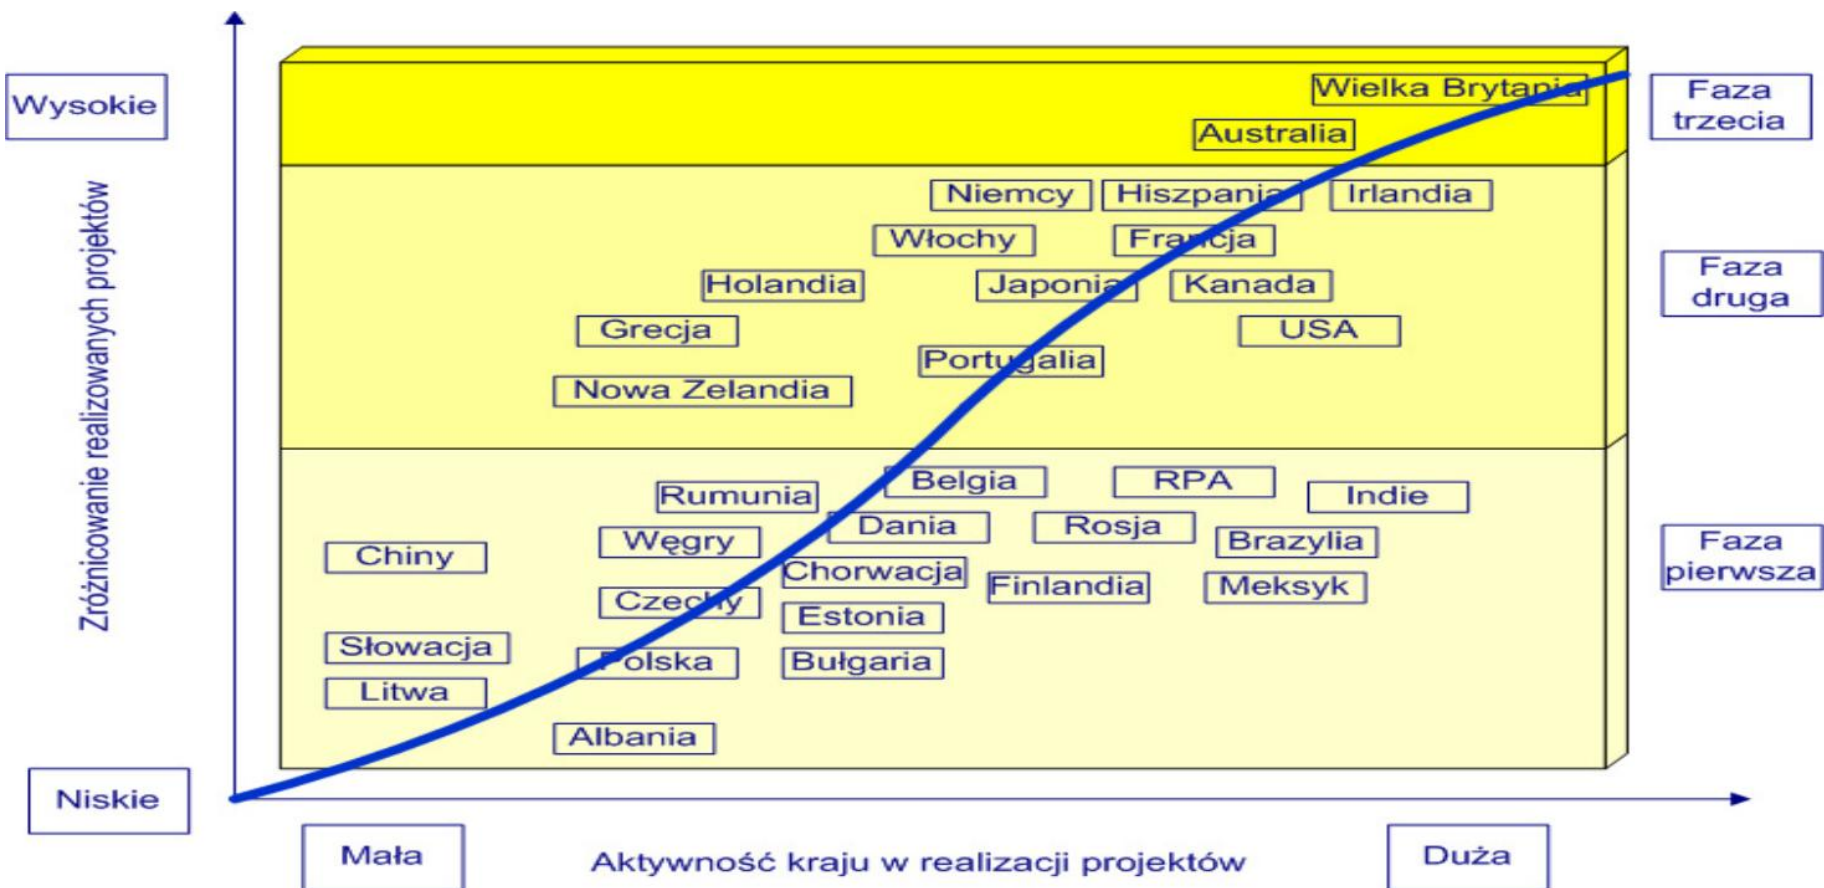 Wysokie
Zróżnicowanie realizowanych projektów
Niskie
Wielka Brytania
Australia
Faza
trzecia
Niemcy
Hiszpania
Irlandia
Włochy
Francja
Holandia
Japonia
Kanada
Grecja
USA
Portugalia
Nowa Zelandia
Faza
druga
Rumunia
Belgia
RPA
Indie
Chiny
Węgry
Dania
Rosja
Brazylia
Chorwacja
Czechy
Finlandia
Meksyk
Estonia
Słowacja
Polska
Bułgaria
Litwa
Albania
Faza
pierwsza
Mała
Aktywność kraju w realizacji projektów
Duża